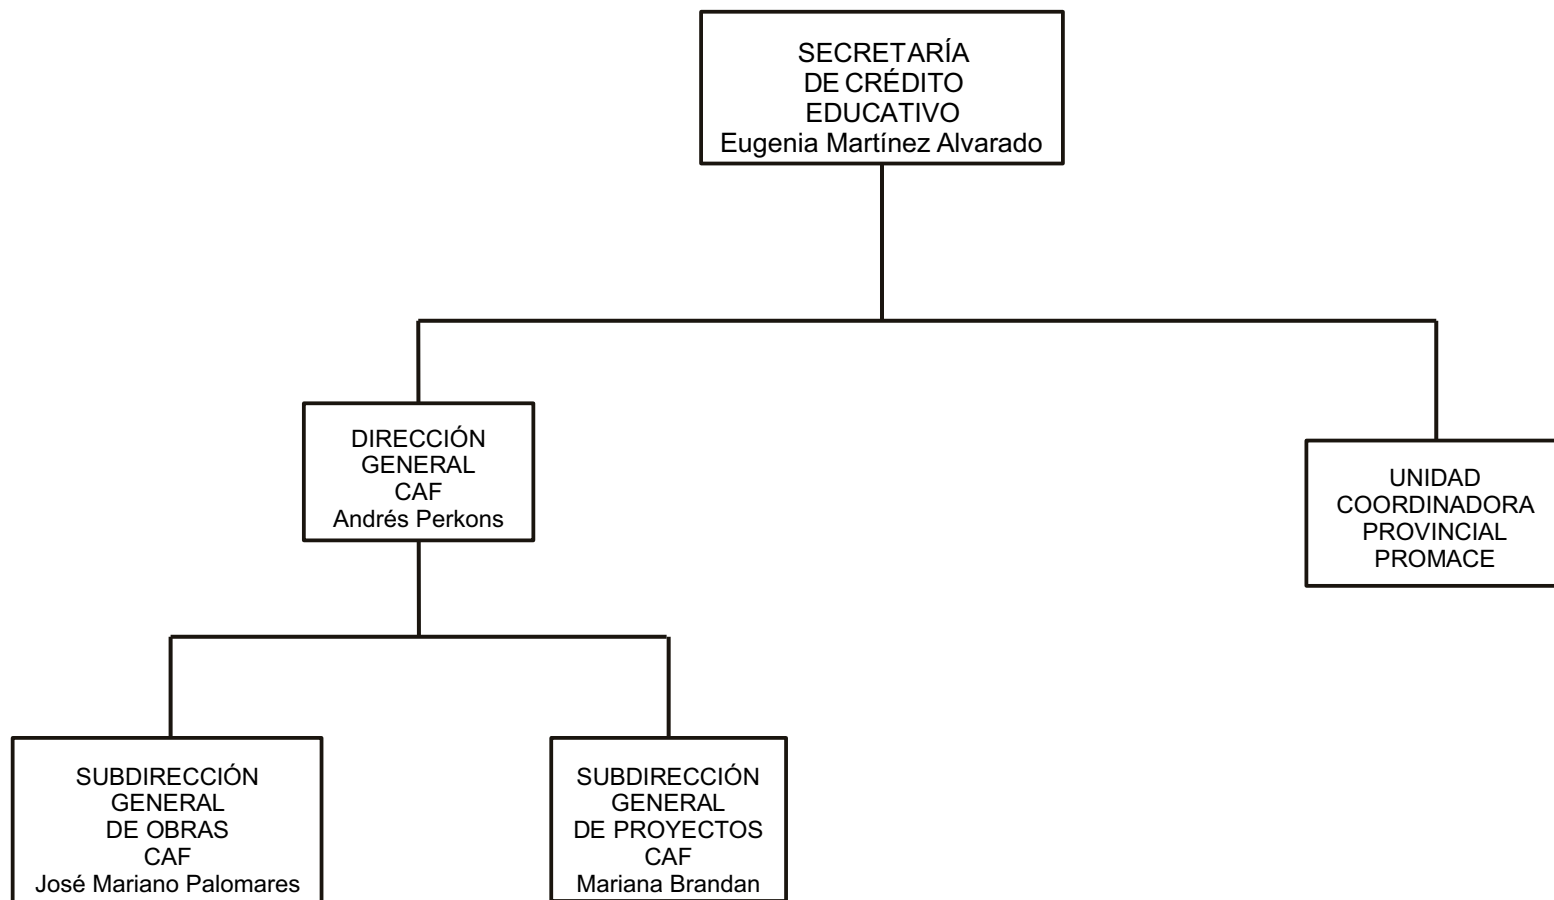 SECRETARÍA
DE CRÉDITO
EDUCATIVO
Eugenia Martínez Alvarado
DIRECCIÓN
GENERAL
CAF
Andrés Perkons
UNIDAD
COORDINADORA
PROVINCIAL
PROMACE
SUBDIRECCIÓN
GENERAL
DE OBRAS
CAF
José Mariano Palomares
SUBDIRECCIÓN
GENERAL
DE PROYECTOS
CAF
Mariana Brandan